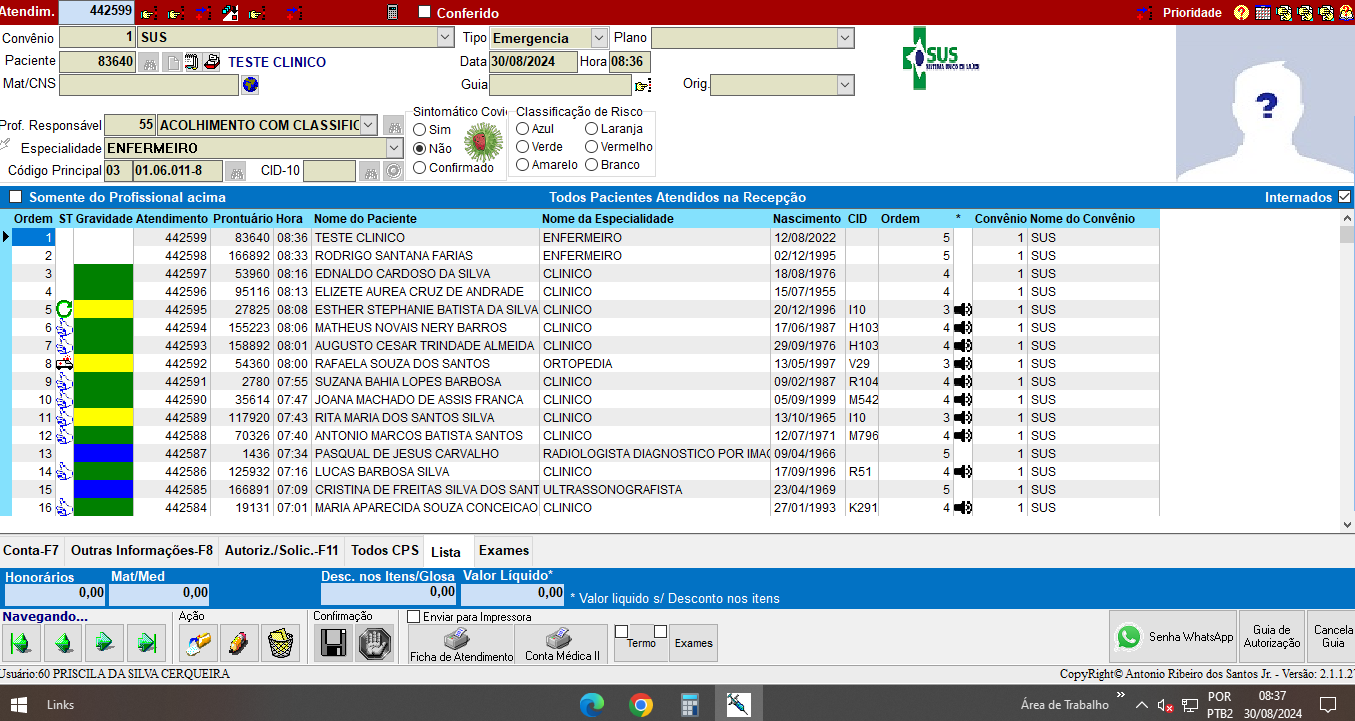 Atendim. 442599 Conferido Prioridade
Convênio 1 SUS Tipo Emergencia Plano
Paciente 83640 TESTE CLINICO Data 30/08/2024 Hora 08:36
Mat/CNS Guia Orig.
SUS
Prof. Responsável 55 ACOLHIMENTO COM CLASSIFIC
Especialidade ENFERMEIRO
Código Principal 03 01.06.011-8 CID-10
Sintomático Covi
Sim
Não
Confirmado
Classificação de Risco
Azul Laranja
Verde Vermelho
Amarelo Branco
?
Somente do Profissional acima Todos Pacientes Atendidos na Recepção Internados
Ordem ST Gravidade Atendimento Prontuário Hora Nome do Paciente Nome da Especialidade Nascimento CID Ordem * Convênio Nome do Convênio
1 442599 83640 08:36 TESTE CLINICO ENFERMEIRO 12/08/2022 5 1 SUS
2 442598 166892 08:33 RODRIGO SANTANA FARIAS ENFERMEIRO 02/12/1995 5 1 SUS
3 442597 53960 08:16 EDNALDO CARDOSO DA SILVA CLINICO 18/08/1976 4 1 SUS
4 442596 95116 08:13 ELIZETE AUREA CRUZ DE ANDRADE CLINICO 15/07/1955 4 1 SUS
5 442595 27825 08:08 ESTHER STEPHANIE BATISTA DA SILVA CLINICO 20/12/1996 I10 3 1 SUS
6 442594 155223 08:06 MATHEUS NOVAIS NERY BARROS CLINICO 17/06/1987 H103 4 1 SUS
7 442593 158892 08:01 AUGUSTO CESAR TRINDADE ALMEIDA CLINICO 29/09/1976 H103 4 1 SUS
8 442592 54360 08:00 RAFAELA SOUZA DOS SANTOS ORTOPEDIA 13/05/1997 V29 3 1 SUS
9 442591 2780 07:55 SUZANA BAHIA LOPES BARBOSA CLINICO 09/02/1987 R104 4 1 SUS
10 442590 35614 07:47 JOANA MACHADO DE ASSIS FRANCA CLINICO 05/09/1999 M542 4 1 SUS
11 442589 117920 07:43 RITA MARIA DOS SANTOS SILVA CLINICO 13/10/1965 I10 3 1 SUS
12 442588 70326 07:40 ANTONIO MARCOS BATISTA SANTOS CLINICO 12/07/1971 M796 4 1 SUS
13 442587 1436 07:34 PASQUAL DE JESUS CARVALHO RADIOLOGISTA DIAGNOSTICO POR IMAG 09/04/1966 5 1 SUS
14 442586 125932 07:16 LUCAS BARBOSA SILVA CLINICO 17/09/1996 R51 4 1 SUS
15 442585 166891 07:09 CRISTINA DE FREITAS SILVA DOS SANT ULTRASSONOGRAFISTA 23/04/1969 5 1 SUS
16 442584 19131 07:01 MARIA APARECIDA SOUZA CONCEICAO CLINICO 27/01/1993 K291 4 1 SUS
Conta-F7 Outras Informações-F8 Autoriz./Solic.-F11 Todos CPS Lista Exames
Honorários Mat/Med Desc. nos Itens/Glosa Valor Líquido*
0,00 0,00 0,00 0,00 * Valor liquido s/ Desconto nos itens
Navegando... Ação Confirmação Enviar para Impressora
Ficha de Atendimento Conta Médica II Termo Exames Senha WhatsApp
Guia de Autorização
Cancela Guia
Usuário:60 PRISCILA DA SILVA CERQUEIRA CopyRight© Antonio Ribeiro dos Santos Jr. - Versão: 2.1.1.2
Links Área de Trabalho » POR PTB2 08:37 30/08/2024